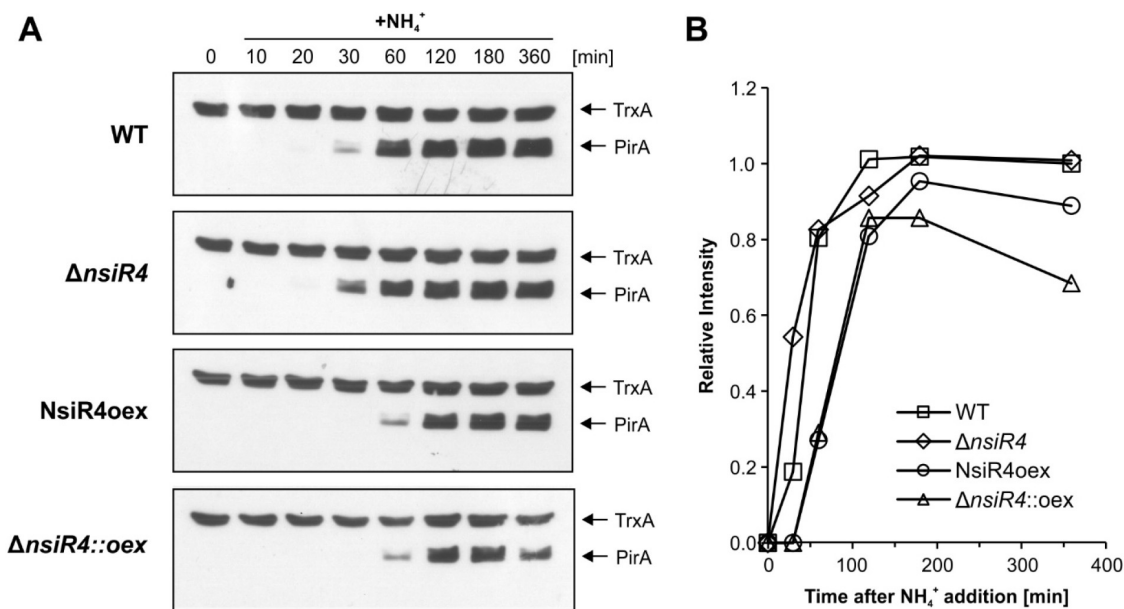 A
+NH₄⁺
0 10 20 30 60 120 180 360 [min]
WT
TrxA
PirA
ΔnsiR4
TrxA
PirA
NsiR4oex
TrxA
PirA
ΔnsiR4::oex
TrxA
PirA
B
1.2
1.0
0.8
0.6
0.4
0.2
0.0
Relative Intensity
WT
ΔnsiR4
NsiR4oex
ΔnsiR4::oex
0 100 200 300 400
Time after NH₄⁺ addition [min]